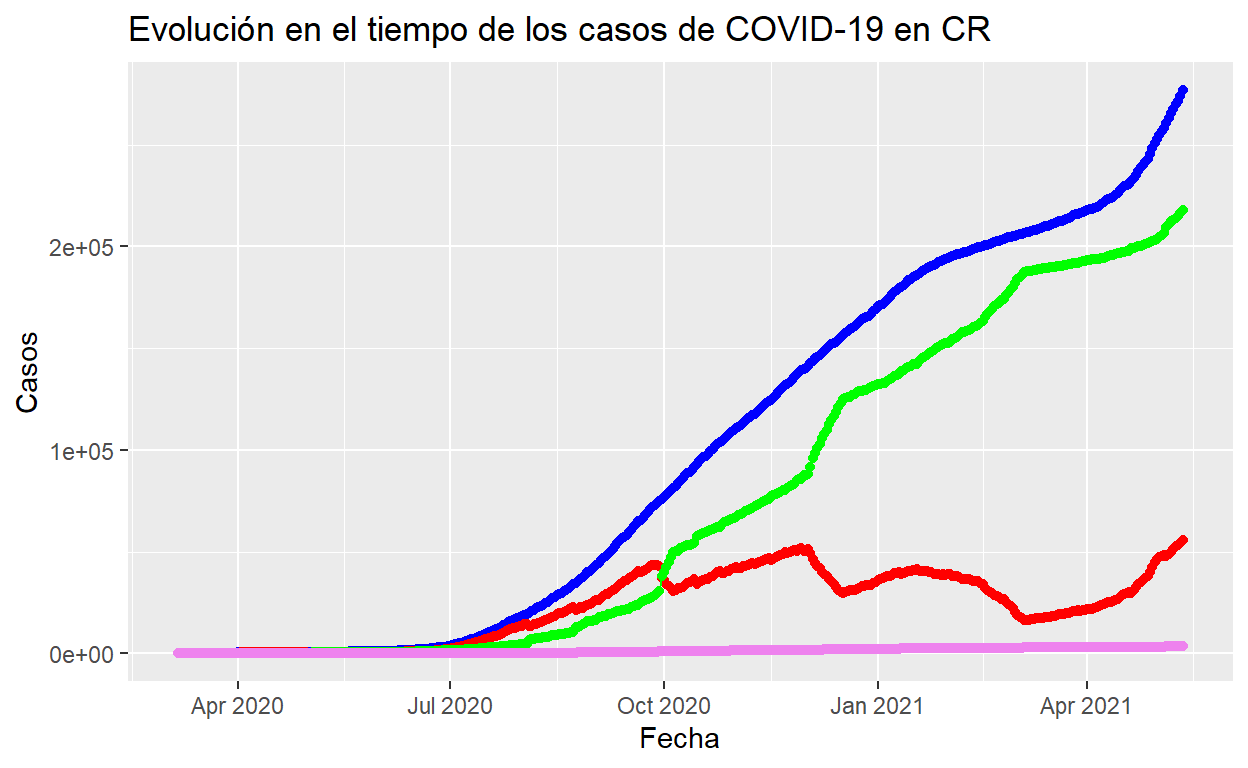 Evolución en el tiempo de los casos de COVID-19 en CR
Casos
2e+05
1e+05
0e+00
Apr 2020 Jul 2020 Oct 2020 Jan 2021 Apr 2021
Fecha